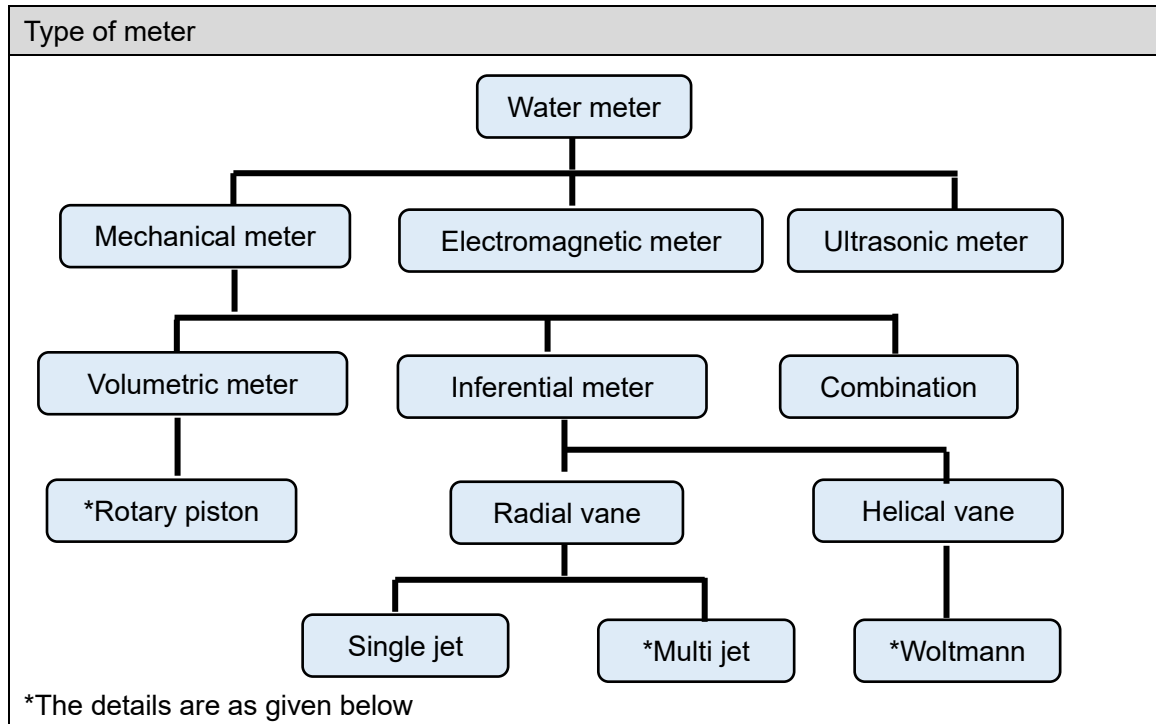 Type of meter
Water meter
Mechanical meter
Electromagnetic meter
Ultrasonic meter
Volumetric meter
Inferential meter
Combination
*Rotary piston
Radial vane
Helical vane
Single jet
*Multi jet
*Woltmann
*The details are as given below